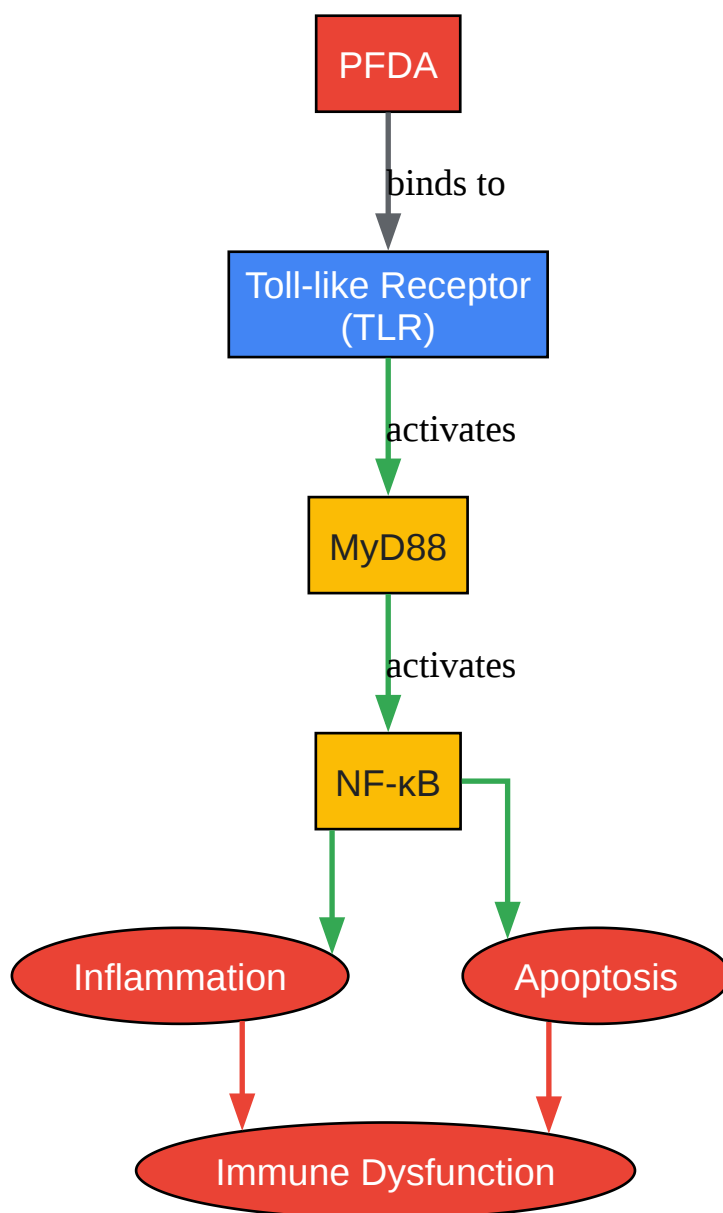 PFDA
binds to
Toll-like Receptor
(TLR)
activates
MyD88
activates
NF-κB
Inflammation
Apoptosis
Immune Dysfunction